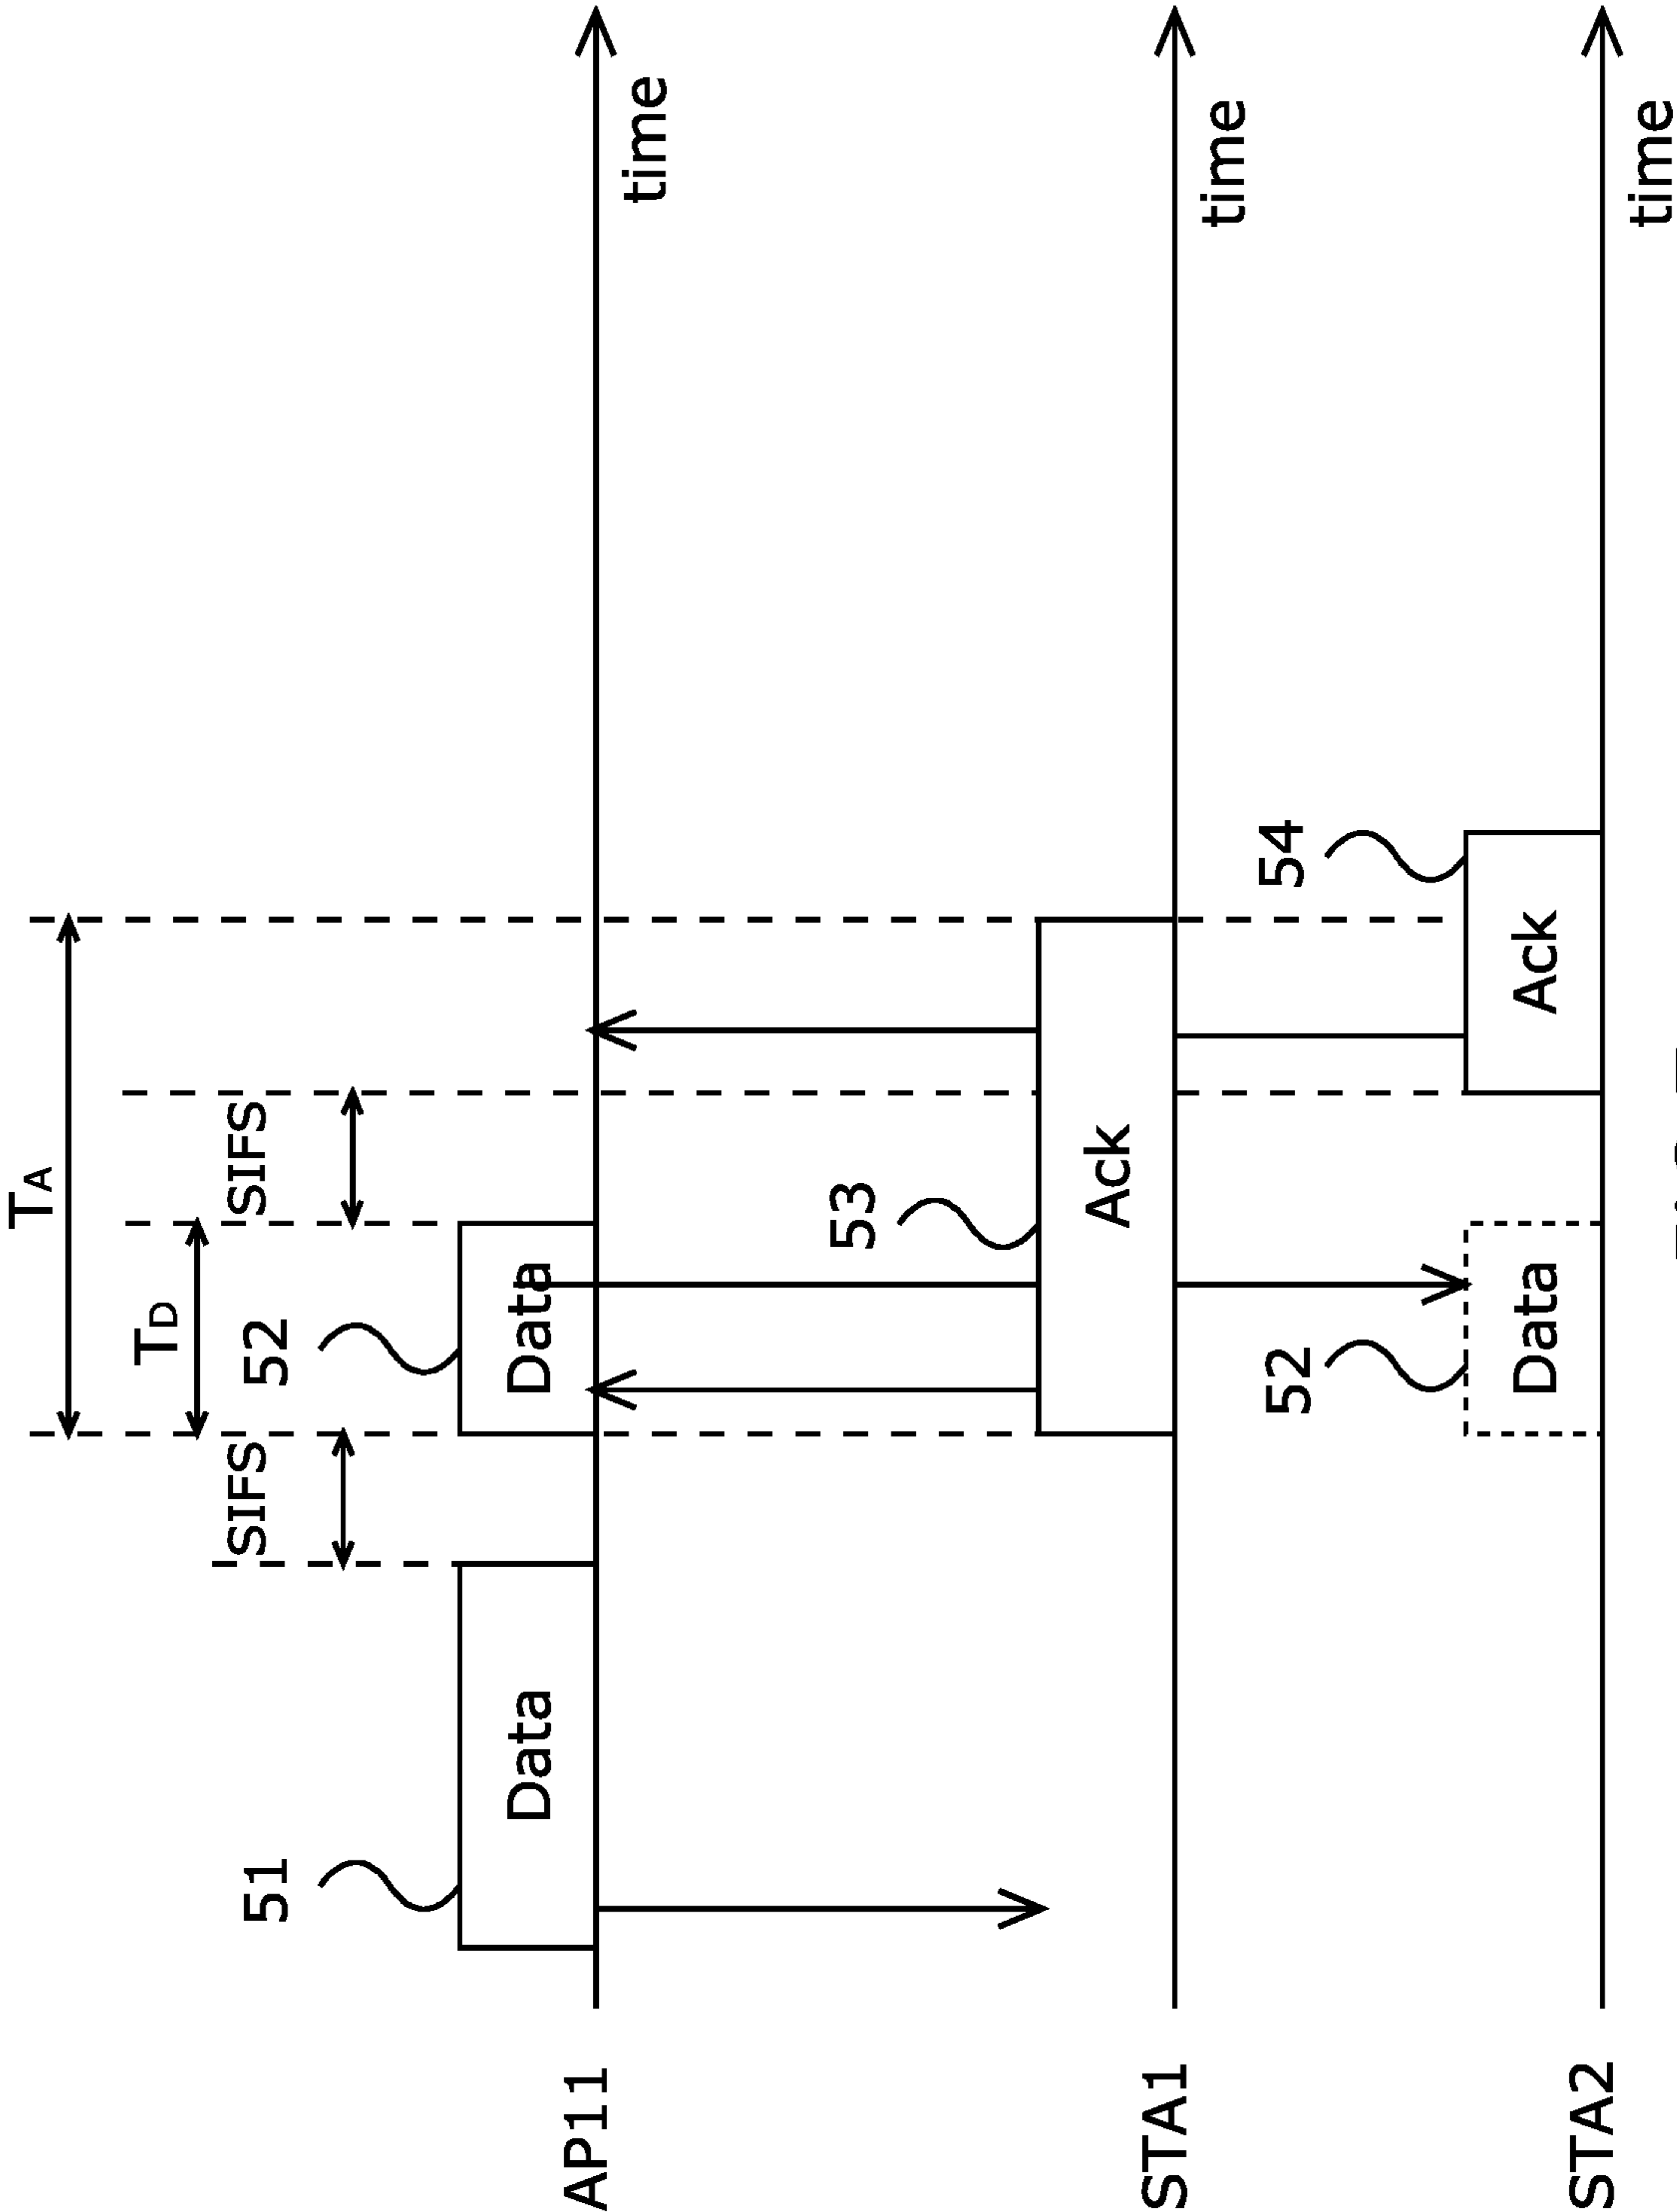 TA
TD
SIFS
SIFS
51
52
Data
Data
AP11
time
53
Ack
STA1
time
52
54
Data
Ack
STA2
time